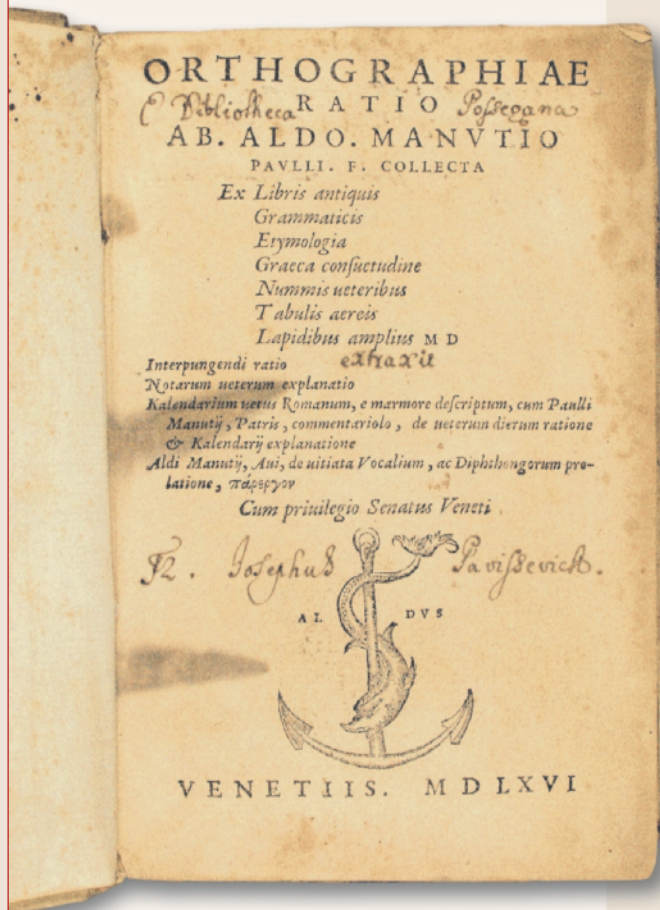 ORTHOGRAPHIAE
E Bibliotheca RATIO Possegana
AB. ALDO. MANVTIO
PAVLLI. F. COLLECTA
Ex Libris antiquis
Grammaticis
Etymologia
Graeca conſuetudine
Nummis ueteribus
Tabulis aereis
Lapidibus amplius M D
Interpungendi ratio extraxit
Notarum ueterum explanatio
Kalendarium uetus Romanum, e marmore deſcriptum, cum Paulli
Manutij, Patris, commentariolo, de ueterum dierum ratione
& Kalendarij explanatione
Aldi Manutij, Aui, de uitiata Vocalium, ac Diphthongorum pro-
latione, πάρεργον
Cum priuilegio Senatus Veneti.
Fr. Josephus Pavissevich.
AL DVS
VENETIIS. MDLXVI